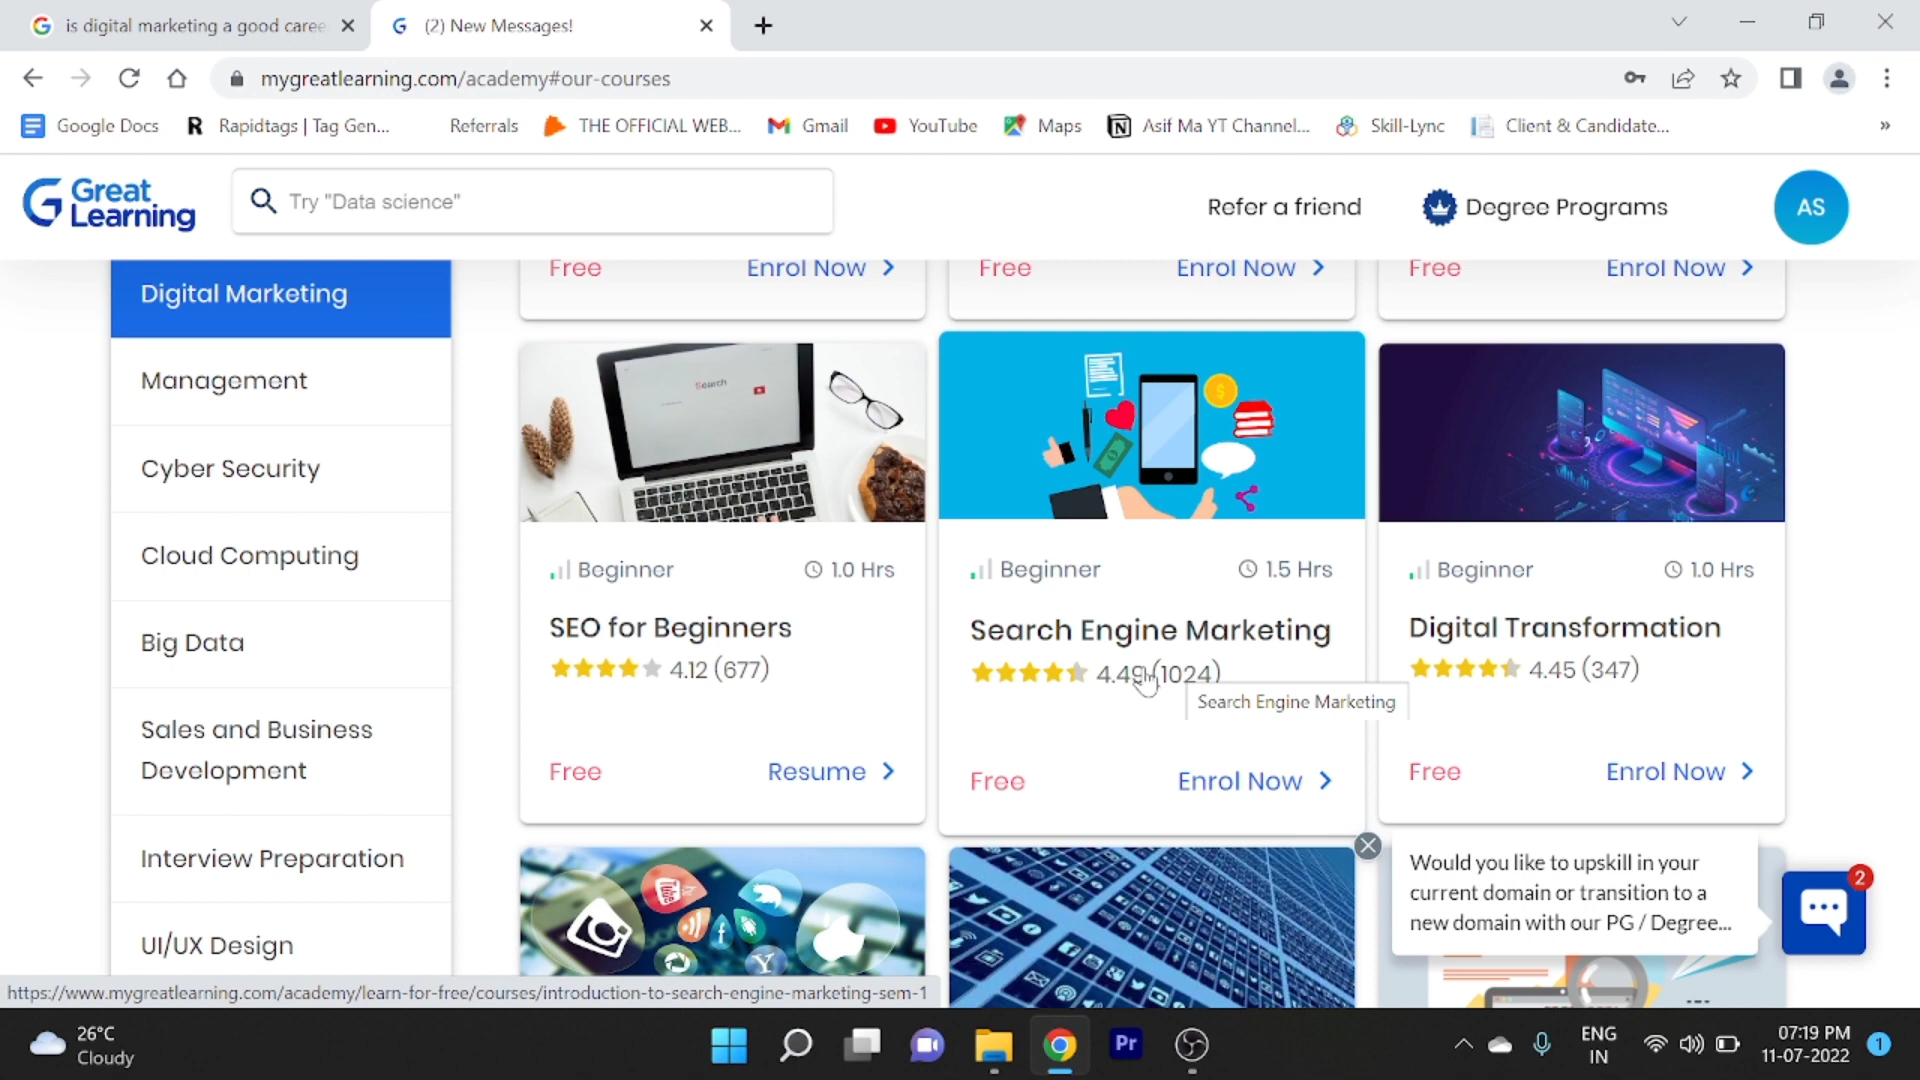 is digital marketing a good caree
(2) New Messages!
mygreatlearning.com/academy#our-courses
Google Docs
Rapidtags | Tag Gen...
Referrals
THE OFFICIAL WEB...
Gmail
YouTube
Maps
Asif Ma YT Channel...
Skill-Lync
Client & Candidate...
»
Great
Learning
Try "Data science"
Refer a friend
Degree Programs
AS
Digital Marketing
Management
Cyber Security
Cloud Computing
Big Data
Sales and Business
Development
Interview Preparation
UI/UX Design
Free
Enrol Now
Free
Enrol Now
Free
Enrol Now
Search
Beginner
1.0 Hrs
SEO for Beginners
4.12 (677)
Free
Resume
Beginner
1.5 Hrs
Search Engine Marketing
4.49 (1024)
Search Engine Marketing
Free
Enrol Now
Beginner
1.0 Hrs
Digital Transformation
4.45 (347)
Free
Enrol Now
Would you like to upskill in your
current domain or transition to a
new domain with our PG / Degree...
2
https://www.mygreatlearning.com/academy/learn-for-free/courses/introduction-to-search-engine-marketing-sem-1
26°C
Cloudy
Pr
ENG
IN
07:19 PM
11-07-2022
1